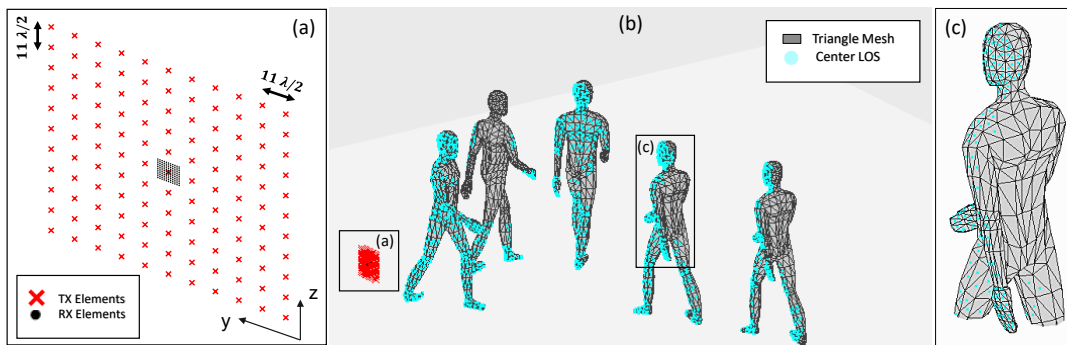 (a)
11 λ/2
11 λ/2
TX Elements
RX Elements
z
y
(b)
Triangle Mesh
Center LOS
(a)
(c)
(c)